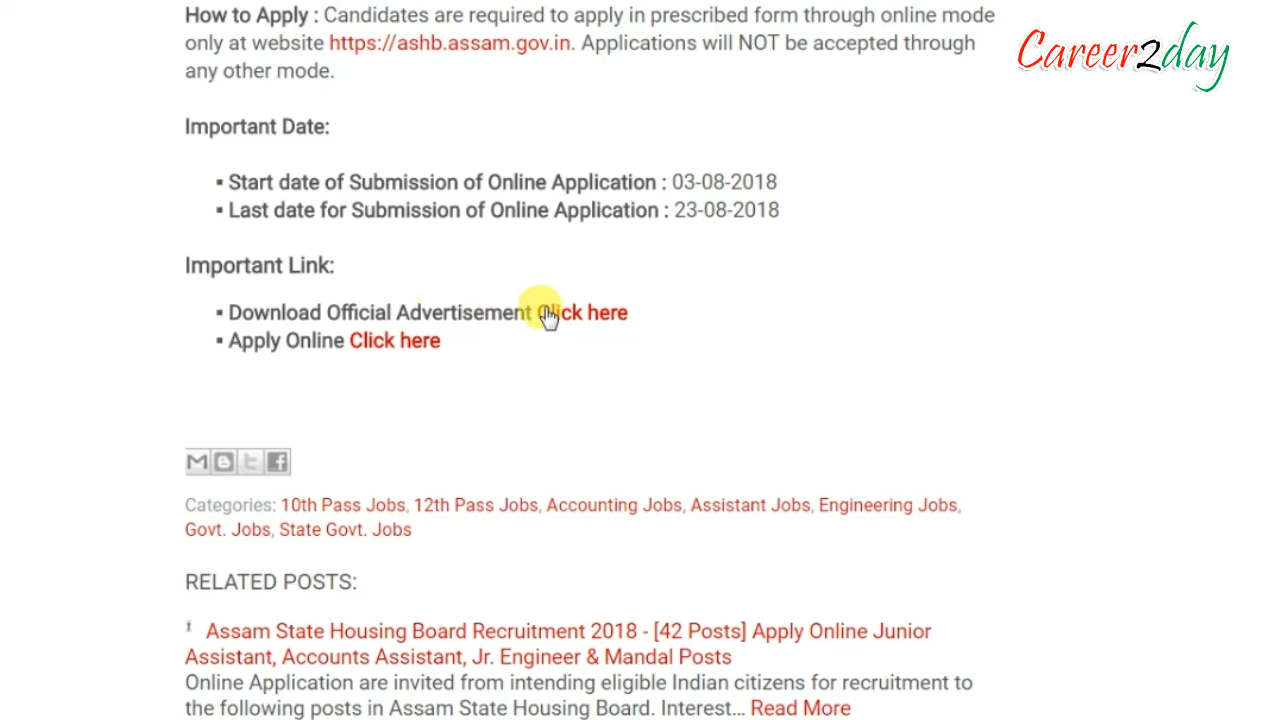 How to Apply : Candidates are required to apply in prescribed form through online mode
only at website https://ashb.assam.gov.in. Applications will NOT be accepted through
any other mode.
Career2day
Important Date:
▪ Start date of Submission of Online Application : 03-08-2018
▪ Last date for Submission of Online Application : 23-08-2018
Important Link:
▪ Download Official Advertisement Click here
▪ Apply Online Click here
Categories: 10th Pass Jobs, 12th Pass Jobs, Accounting Jobs, Assistant Jobs, Engineering Jobs,
Govt. Jobs, State Govt. Jobs
RELATED POSTS:
Assam State Housing Board Recruitment 2018 - [42 Posts] Apply Online Junior
Assistant, Accounts Assistant, Jr. Engineer & Mandal Posts
Online Application are invited from intending eligible Indian citizens for recruitment to
the following posts in Assam State Housing Board. Interest... Read More